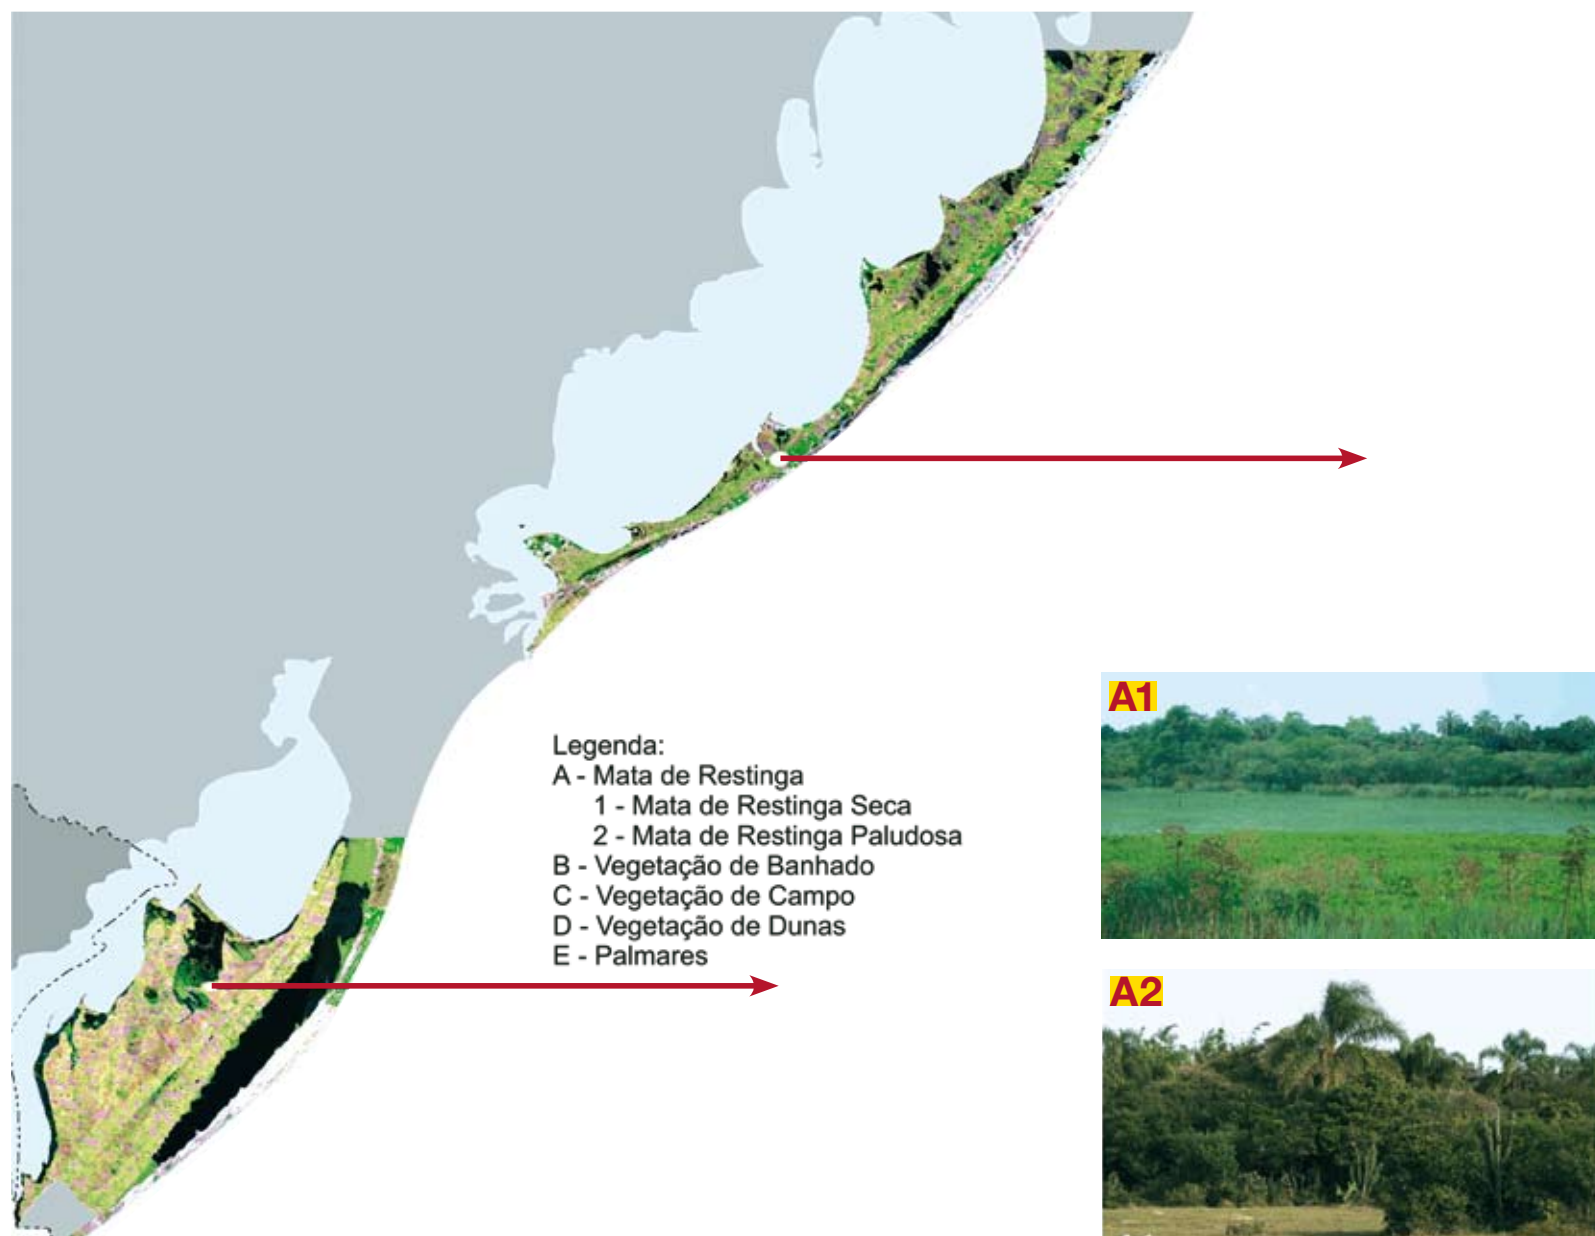 Legenda:
A - Mata de Restinga
1 - Mata de Restinga Seca
2 - Mata de Restinga Paludosa
B - Vegetação de Banhado
C - Vegetação de Campo
D - Vegetação de Dunas
E - Palmares
A1
A2